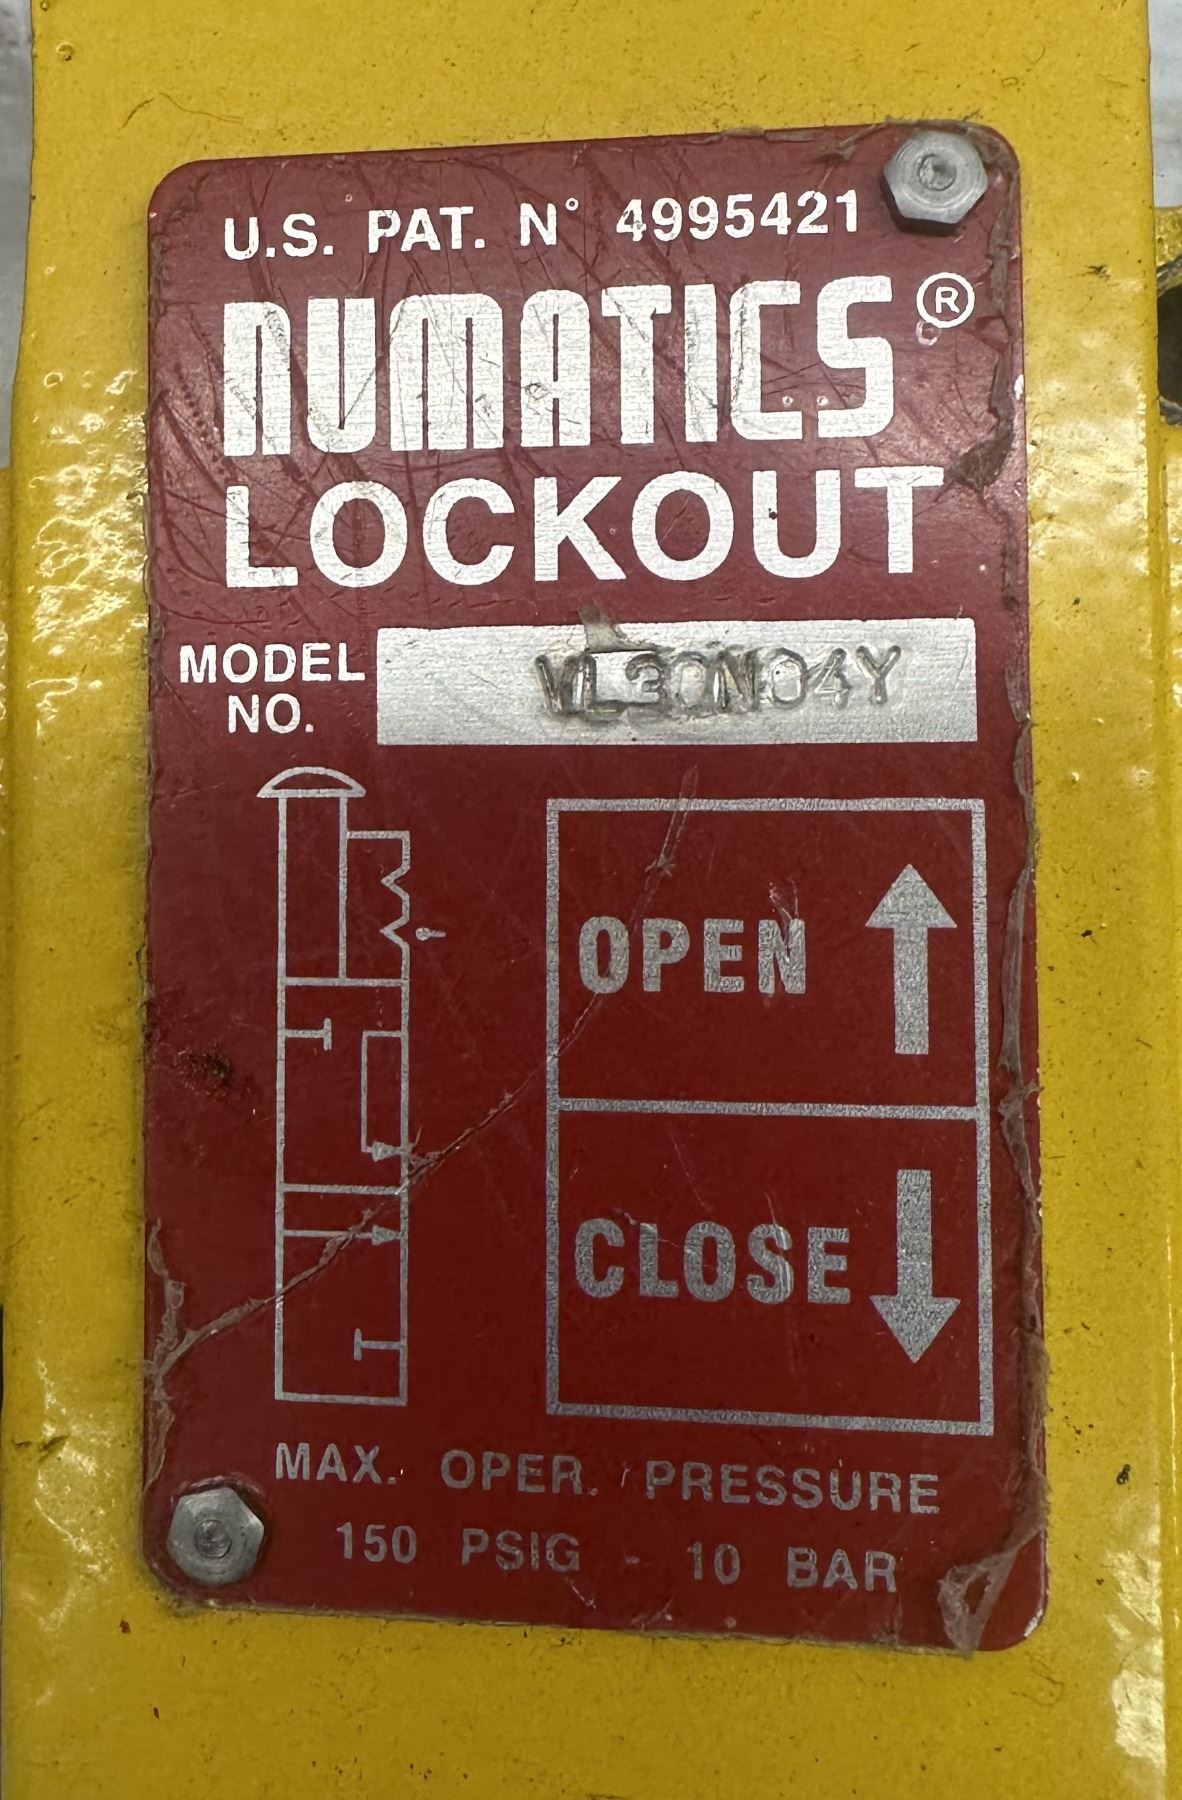 U.S. PAT. N° 4995421
NUMATICS®
LOCKOUT
MODEL
NO.
VL30N04Y
OPEN
CLOSE
MAX. OPER. PRESSURE
150 PSIG - 10 BAR